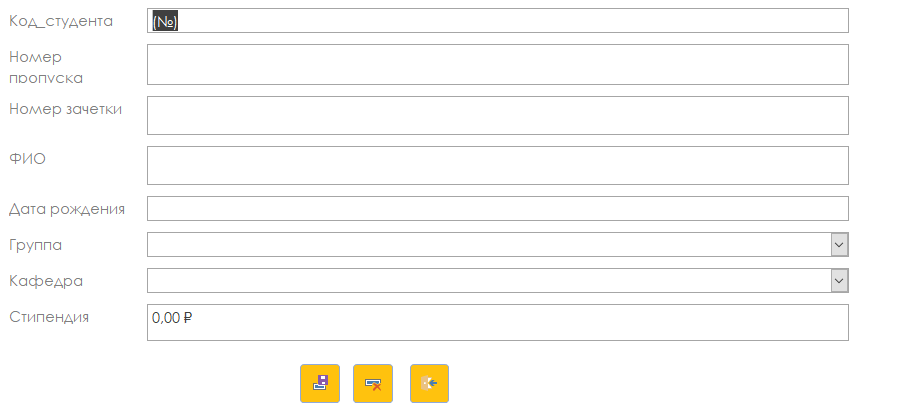 Код_студента (№)
Номер
пропуска
Номер зачетки
ФИО
Дата рождения
Группа
Кафедра
Стипендия 0,00 ₽